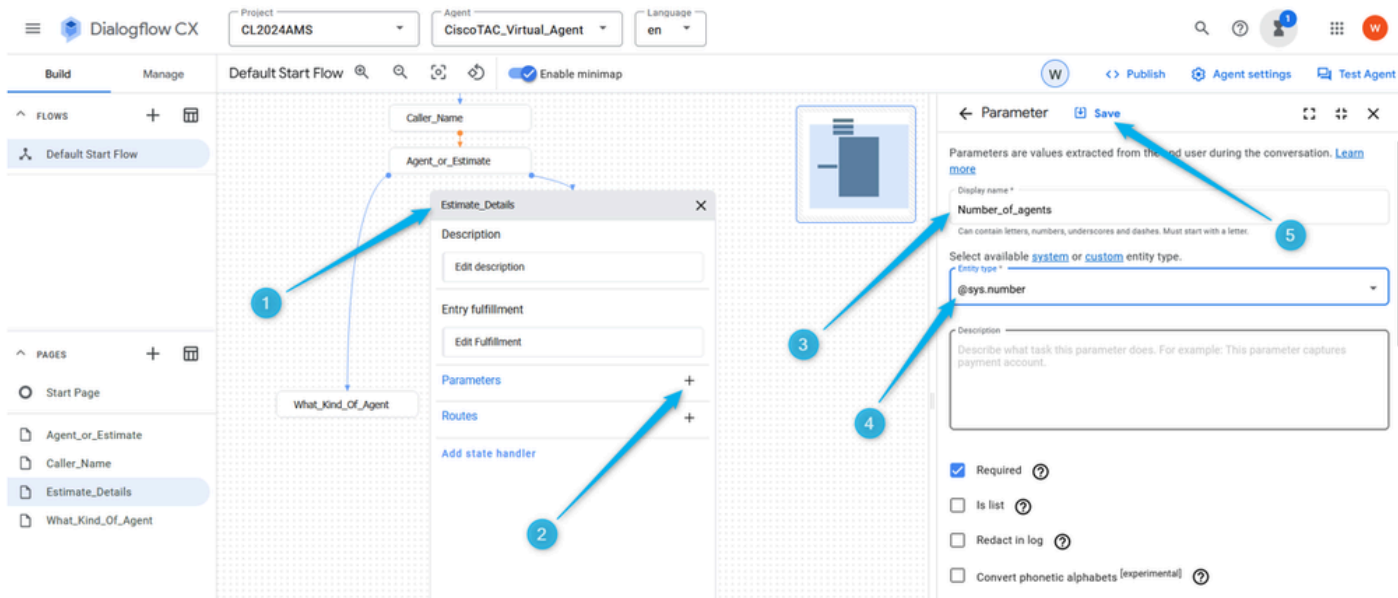 Dialogflow CX
Project
CL2024AMS
Agent
CiscoTAC_Virtual_Agent
Language
en
1
W
Build
Manage
Default Start Flow
Enable minimap
W
Publish
Agent settings
Test Agent
FLOWS
Default Start Flow
PAGES
Start Page
Agent_or_Estimate
Caller_Name
Estimate_Details
What_Kind_Of_Agent
Caller_Name
Agent_or_Estimate
What_Kind_Of_Agent
Estimate_Details
Description
Edit description
Entry fulfillment
Edit Fulfillment
Parameters
Routes
Add state handler
1
2
3
4
5
Parameter
Save
Parameters are values extracted from the end user during the conversation. Learn
more
Display name *
Number_of_agents
Can contain letters, numbers, underscores and dashes. Must start with a letter.
Select available system or custom entity type.
Entity type *
@sys.number
Description
Describe what task this parameter does. For example: This parameter captures
payment account.
Required
Is list
Redact in log
Convert phonetic alphabets [experimental]